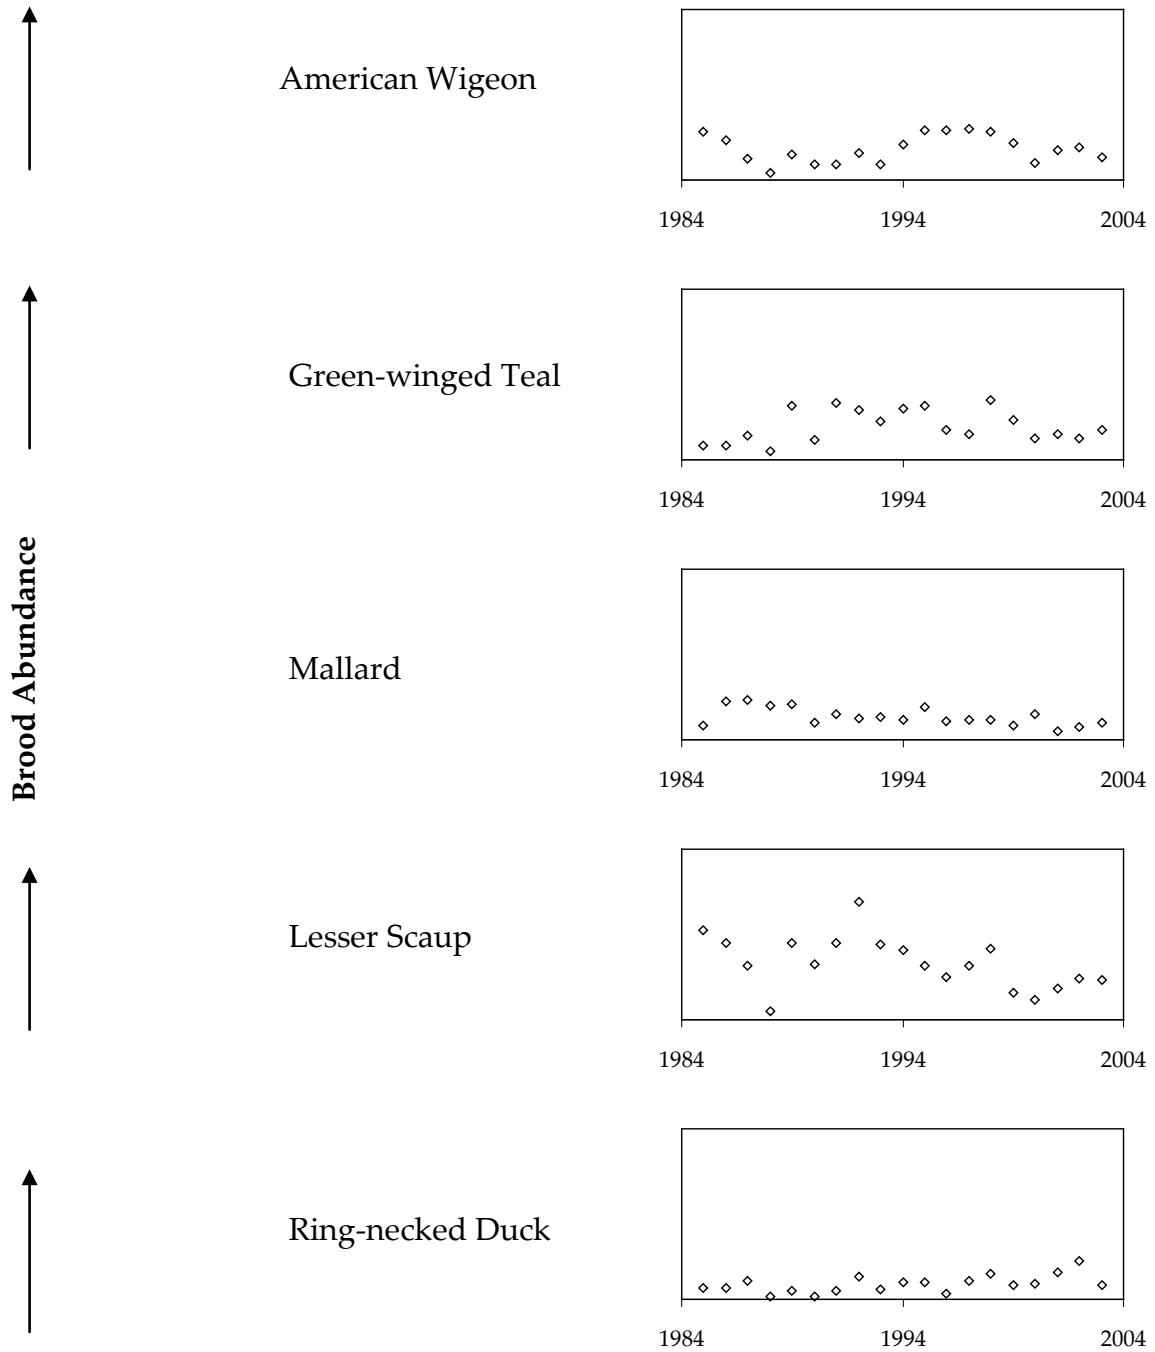 American Wigeon
1984 1994 2004
Green-winged Teal
1984 1994 2004
Brood Abundance
Mallard
1984 1994 2004
Lesser Scaup
1984 1994 2004
Ring-necked Duck
1984 1994 2004